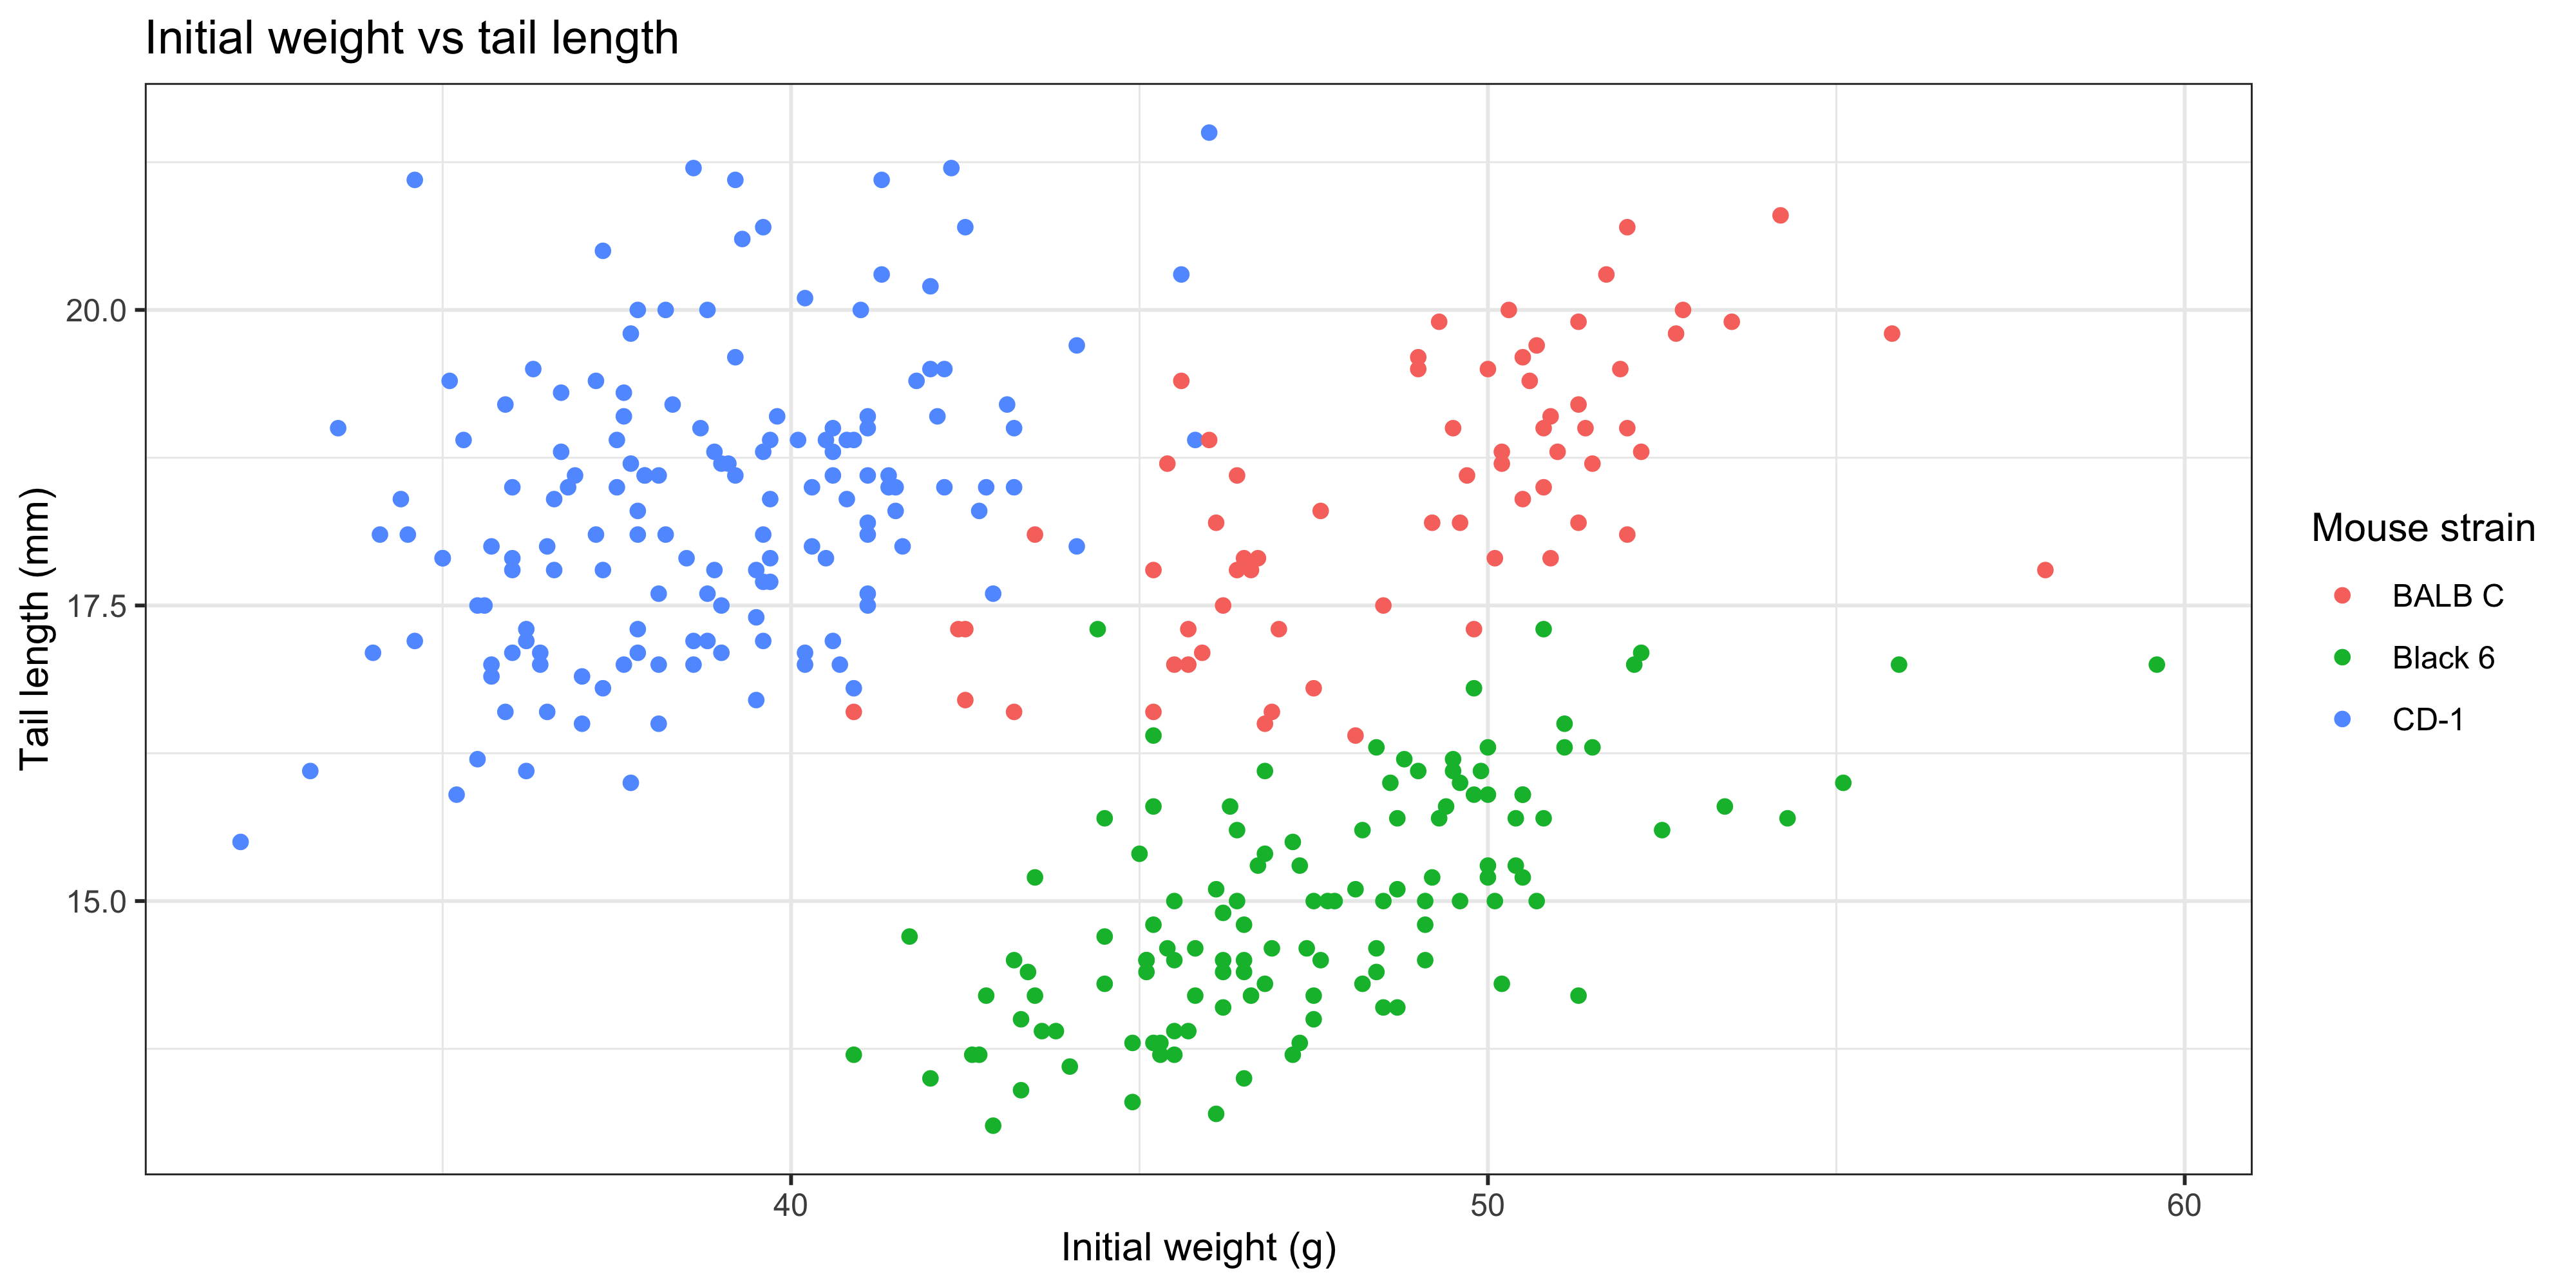 Initial weight vs tail length
20.0
17.5
15.0
Tail length (mm)
40
50
60
Initial weight (g)
Mouse strain
BALB C
Black 6
CD-1